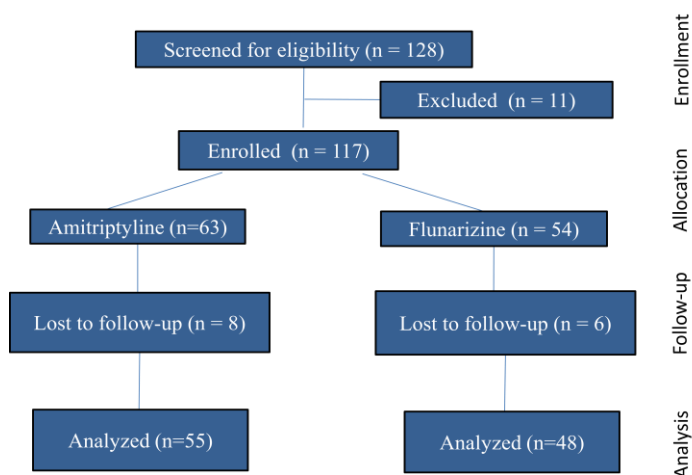 Screened for eligibility (n = 128)
Enrollment
Excluded  (n = 11)
Enrolled  (n = 117)
Allocation
Amitriptyline (n=63)
Flunarizine (n = 54)
Follow-up
Lost to follow-up (n = 8)
Lost to follow-up (n = 6)
Analysis
Analyzed (n=55)
Analyzed (n=48)